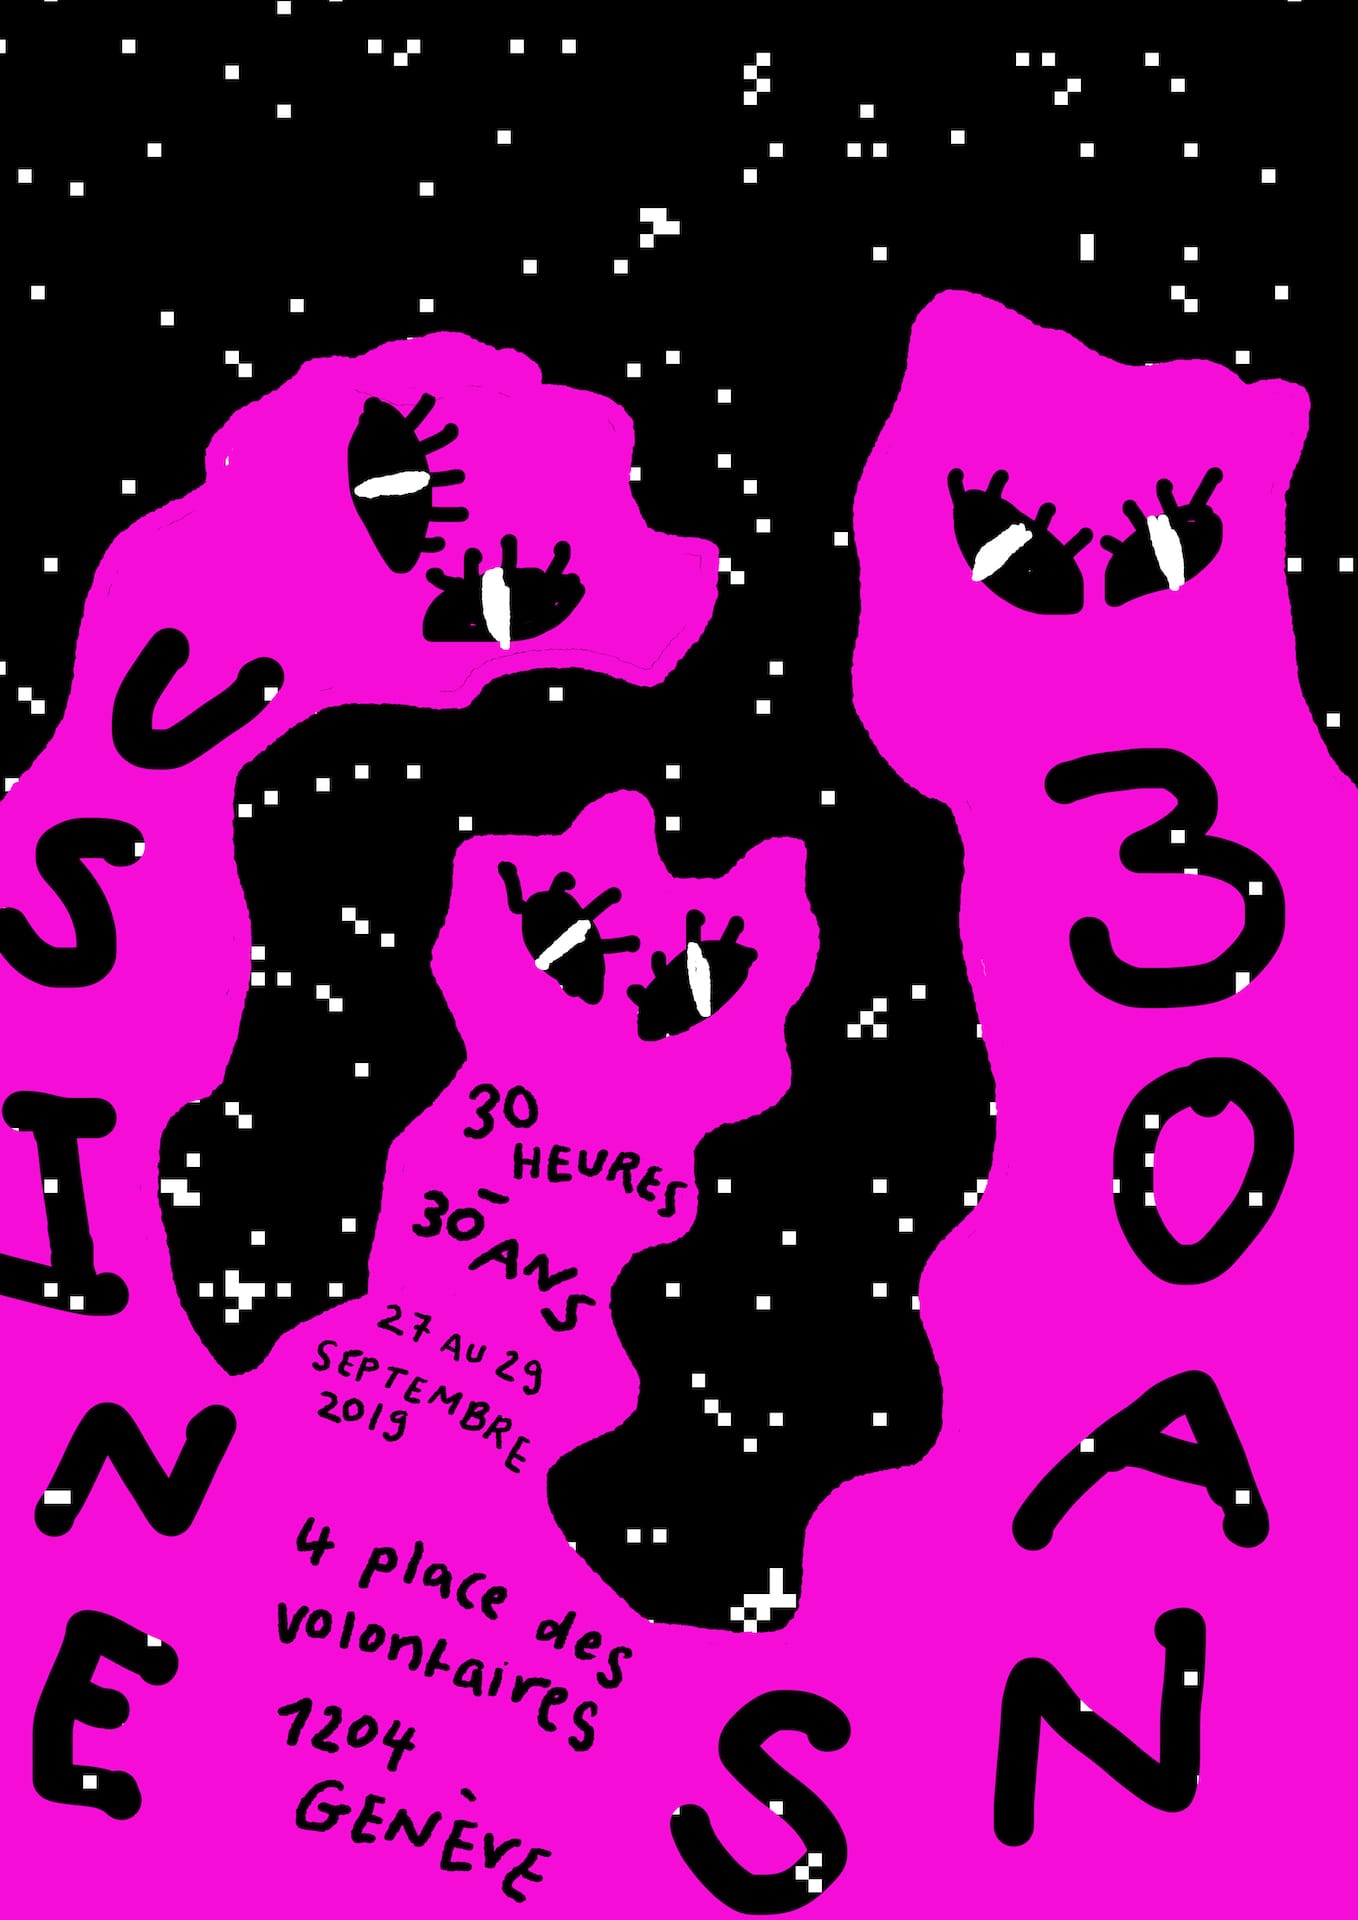 USINE
30 ANS
30
HEURES
-
30
ANS
27 AU 29
SEPTEMBRE
2019
4 place des
volontaires
1204
GENÈVE